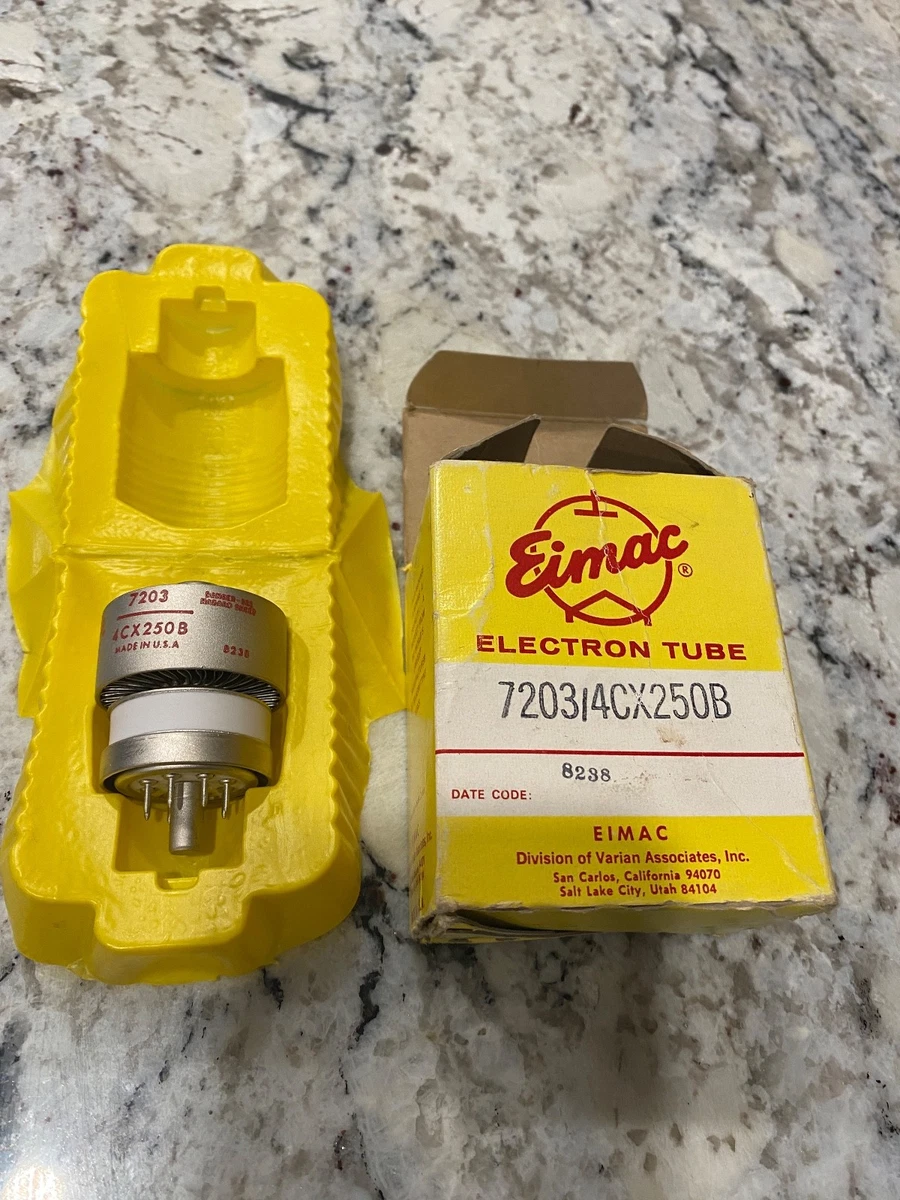 7203
4CX250B
MADE IN U.S.A
8238
Eimac®
ELECTRON TUBE
7203/4CX250B
8238
DATE CODE:
EIMAC
Division of Varian Associates, Inc.
San Carlos, California 94070
Salt Lake City, Utah 84104